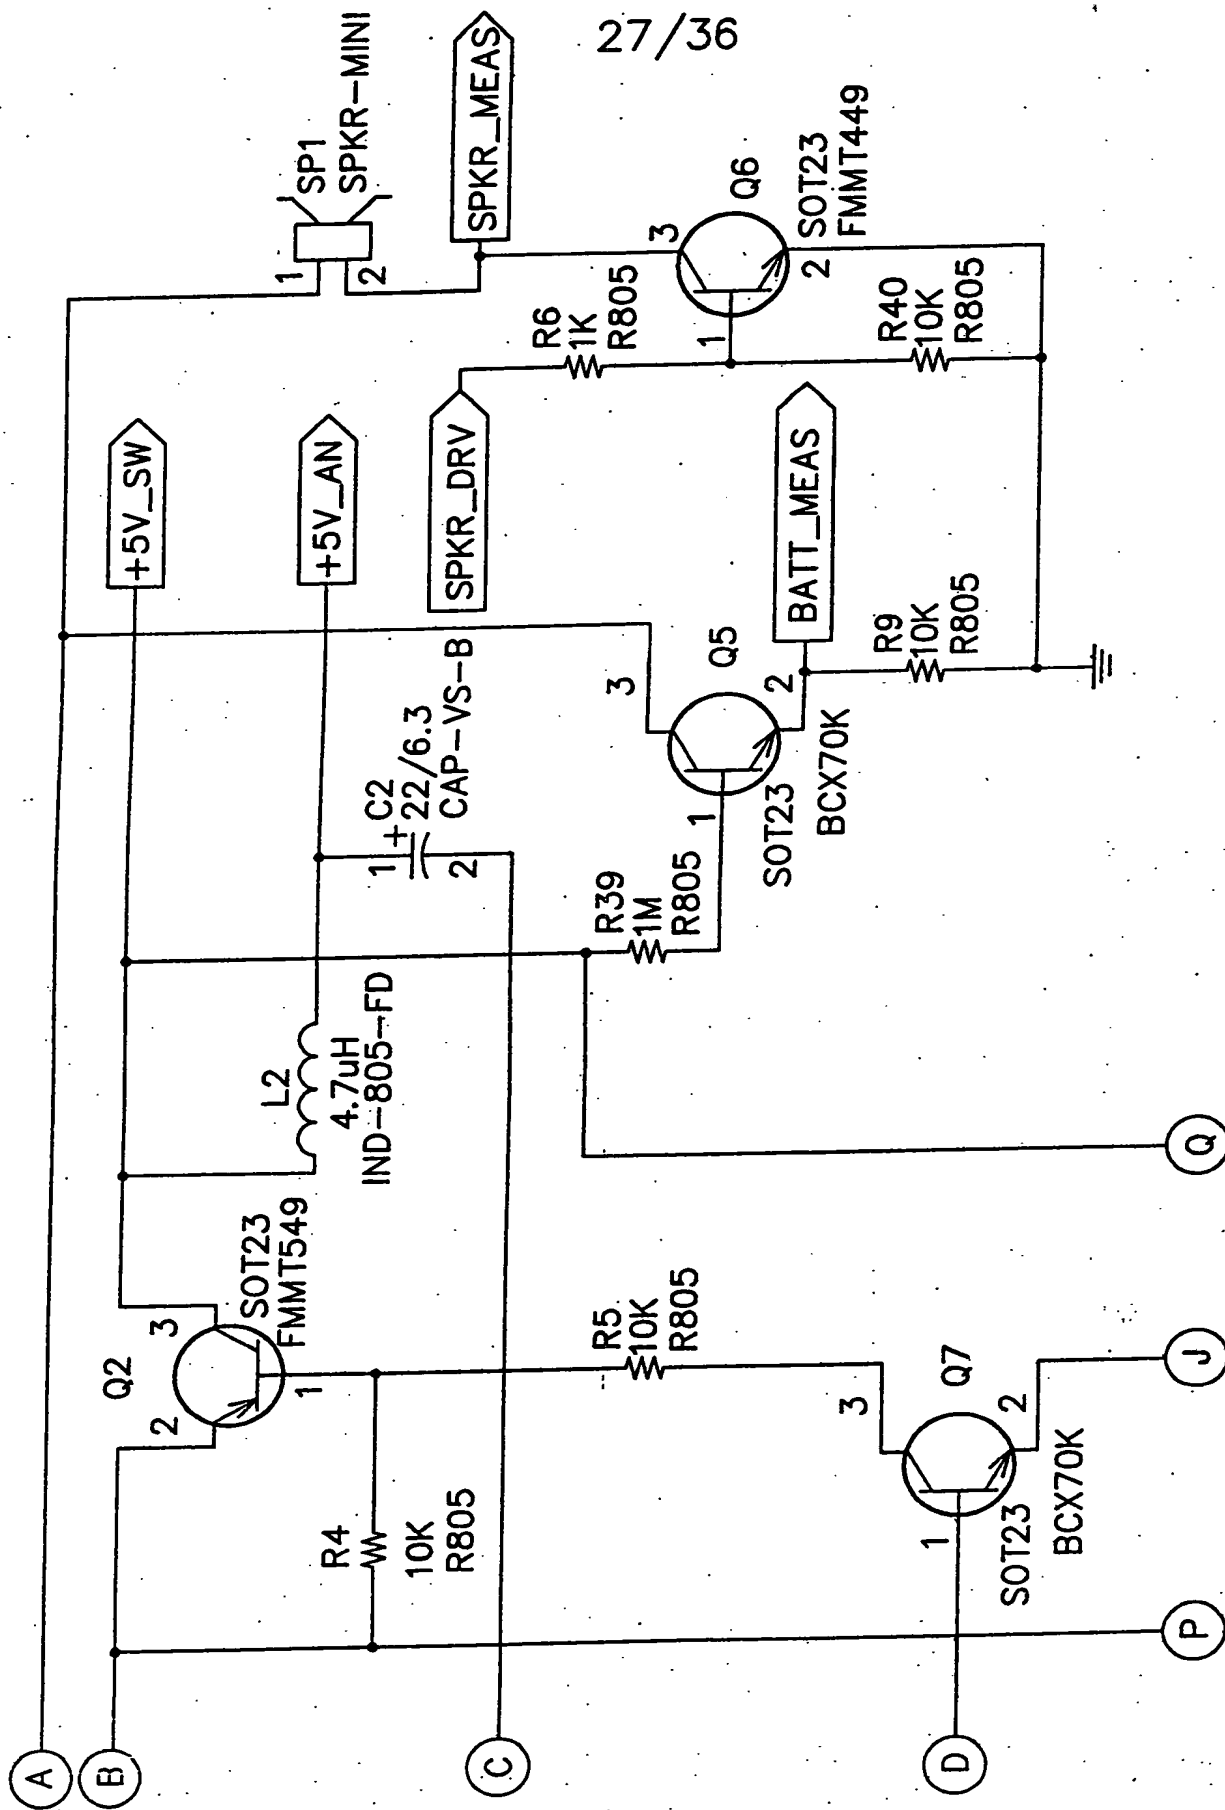 27/36
A
B
C
D
P
J
Q
Q2
2
3
1
SOT23
FMMT549
R4
10K
R805
L2
4.7uH
IND-805-FD
+5V_SW
+5V_AN
1
+
2
C2
22/6.3
CAP-VS-B
SP1
SPKR-MINI
1
2
SPKR_MEAS
SPKR_DRV
R6
1K
R805
Q6
3
1
2
SOT23
FMMT449
R40
10K
R805
R39
1M
R805
Q5
3
1
2
SOT23
BCX70K
BATT_MEAS
R9
10K
R805
R5
10K
R805
Q7
3
1
2
SOT23
BCX70K